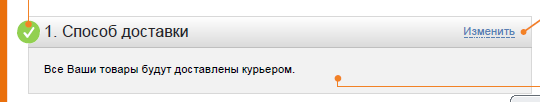 1. Способ доставки
Изменить
Все Ваши товары будут доставлены курьером.